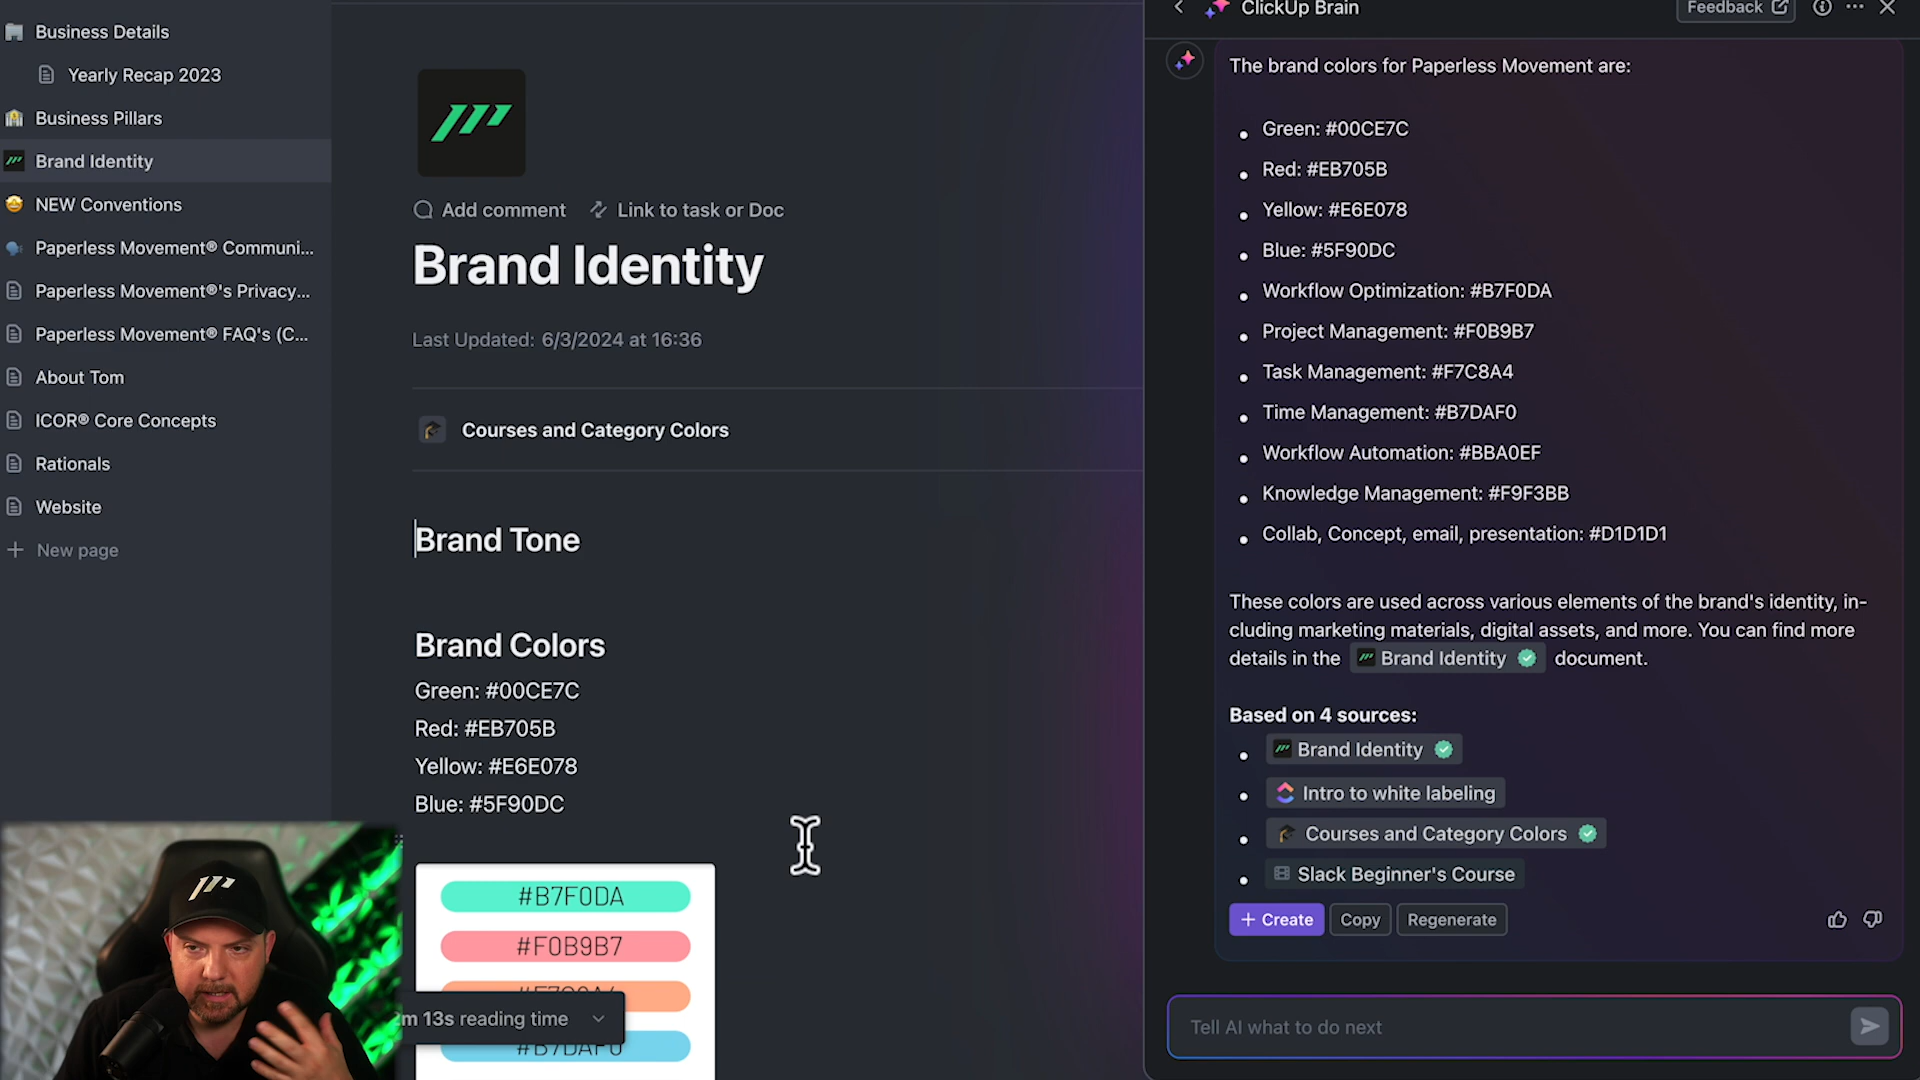 Business Details
Yearly Recap 2023
Business Pillars
Brand Identity
NEW Conventions
Paperless Movement® Communi...
Paperless Movement®'s Privacy...
Paperless Movement® FAQ's (C...
About Tom
ICOR® Core Concepts
Rationals
Website
New page
Add comment
Link to task or Doc
Brand Identity
Last Updated: 6/3/2024 at 16:36
Courses and Category Colors
Brand Tone
Brand Colors
Green: #00CE7C
Red: #EB705B
Yellow: #E6E078
Blue: #5F90DC
#B7F0DA
#F0B9B7
m 13s reading time
#B7DAF0
ClickUp Brain
Feedback
The brand colors for Paperless Movement are:
Green: #00CE7C
Red: #EB705B
Yellow: #E6E078
Blue: #5F90DC
Workflow Optimization: #B7F0DA
Project Management: #F0B9B7
Task Management: #F7C8A4
Time Management: #B7DAF0
Workflow Automation: #BBA0EF
Knowledge Management: #F9F3BB
Collab, Concept, email, presentation: #D1D1D1
These colors are used across various elements of the brand's identity, in-
cluding marketing materials, digital assets, and more. You can find more
details in the Brand Identity document.
Based on 4 sources:
Brand Identity
Intro to white labeling
Courses and Category Colors
Slack Beginner's Course
+ Create
Copy
Regenerate
Tell AI what to do next